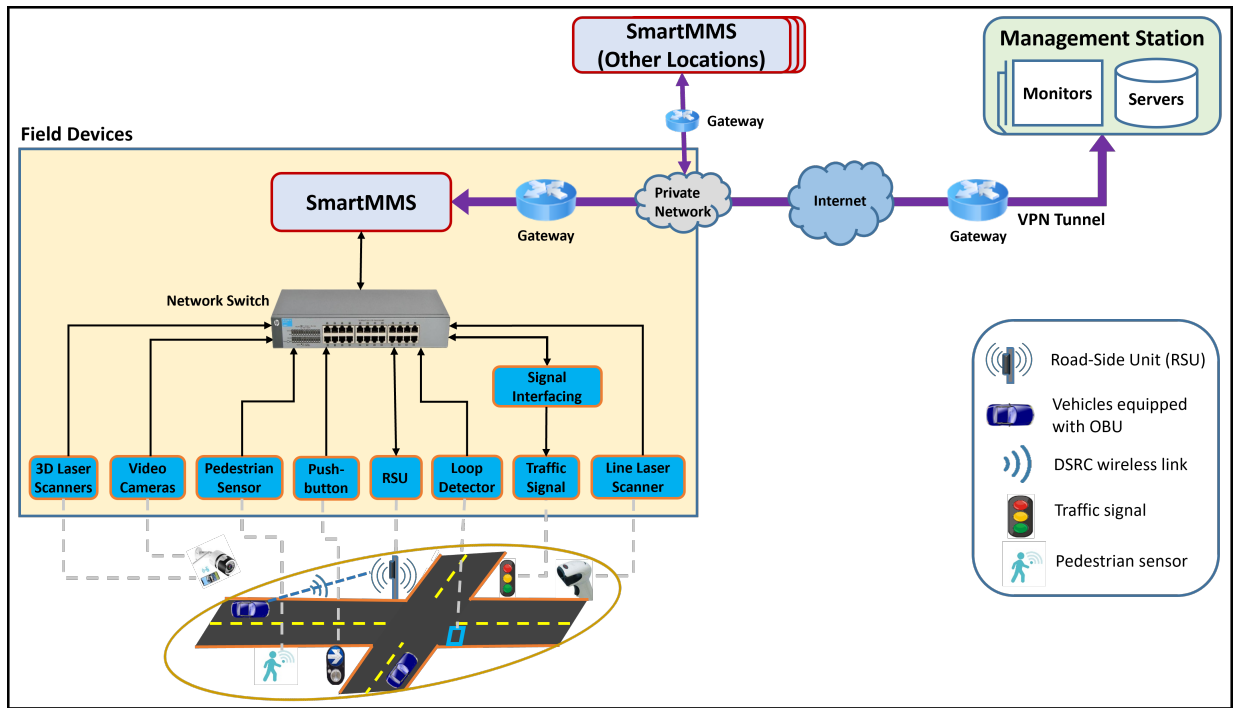 SmartMMS
(Other Locations)
Management Station
Monitors
Servers
Gateway
Field Devices
SmartMMS
Gateway
Private
Network
Internet
Gateway
VPN Tunnel
Network Switch
Signal
Interfacing
3D Laser
Scanners
Video
Cameras
Pedestrian
Sensor
Push-
button
RSU
Loop
Detector
Traffic
Signal
Line Laser
Scanner
Road-Side Unit (RSU)
Vehicles equipped
with OBU
DSRC wireless link
Traffic signal
Pedestrian sensor